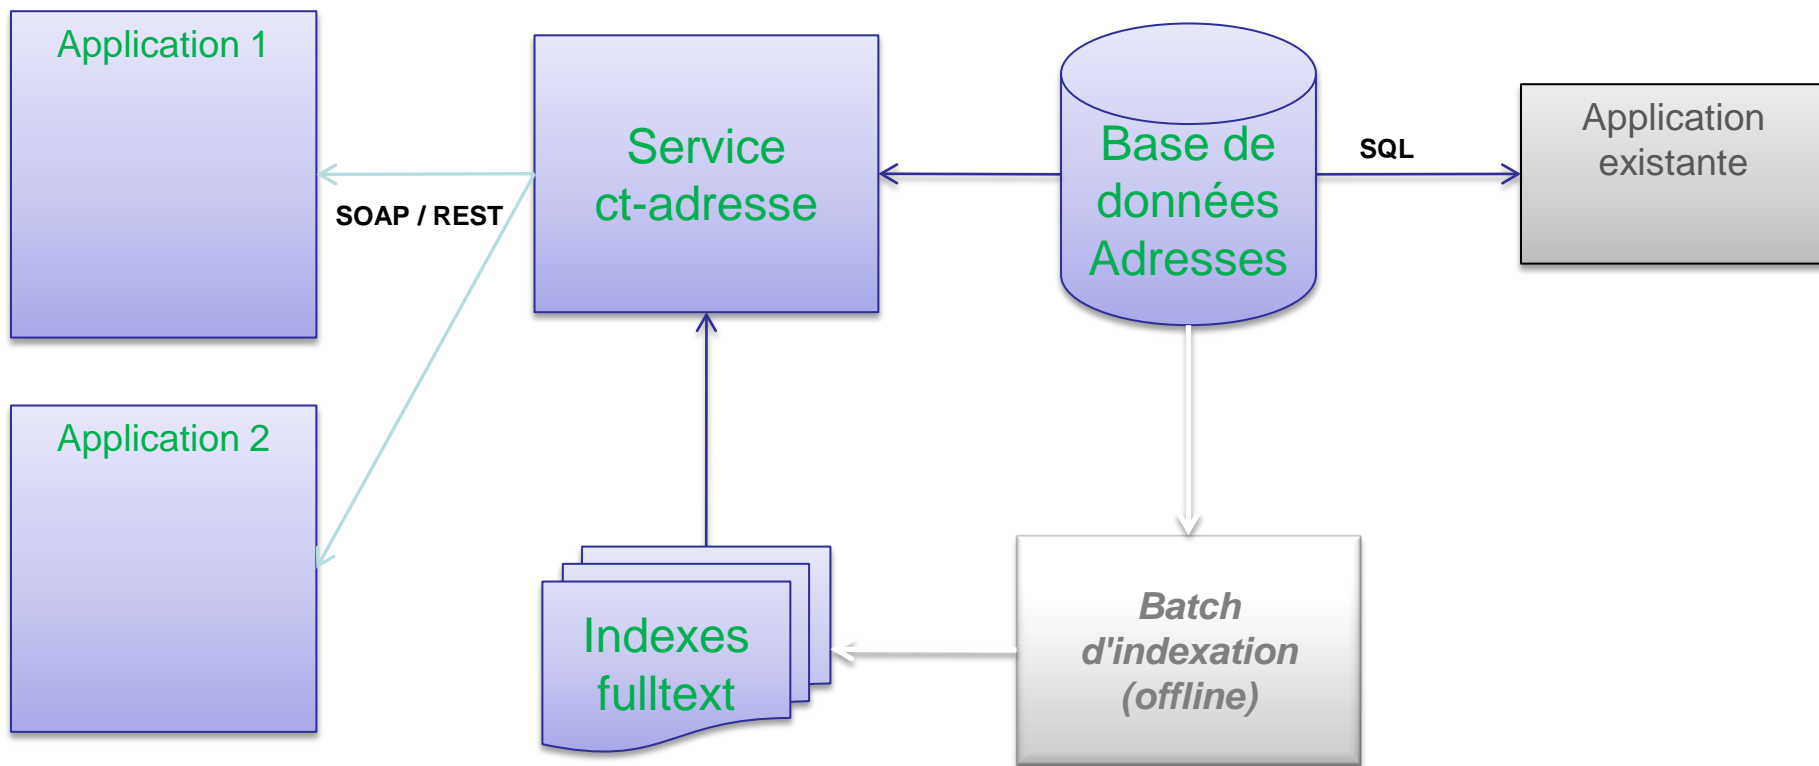 Application 1
SOAP / REST
Service
ct-adresse
Base de
données
Adresses
SQL
Application
existante
Application 2
Indexes
fulltext
Batch
d'indexation
(offline)